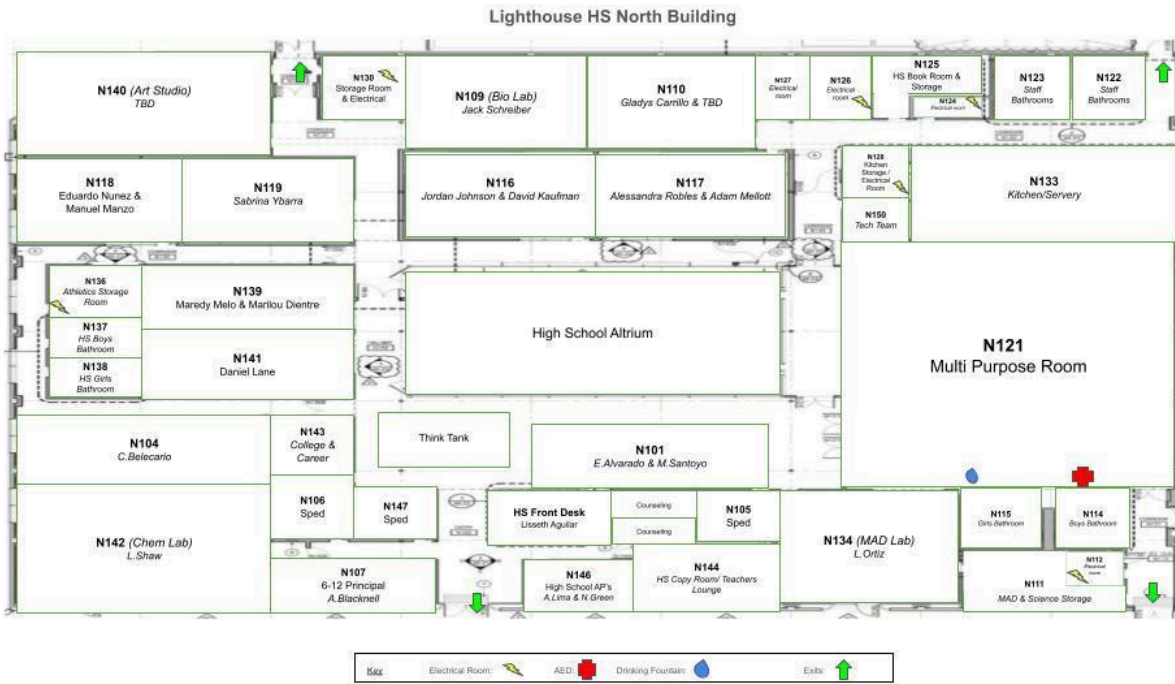 Lighthouse HS North Building
N140 (Art Studio)
TBD
N130
Storage Room
& Electrical
N109 (Bio Lab)
Jack Schreiber
N110
Gladys Carrillo & TBD
N127
Electrical
room
N126
Electrical
room
N125
HS Book Room &
Storage
N124
Electrical room
N123
Staff
Bathrooms
N122
Staff
Bathrooms
N118
Eduardo Nunez &
Manuel Manzo
N119
Sabrina Ybarra
N116
Jordan Johnson & David Kaufman
N117
Alessandra Robles & Adam Mellott
N128
Kitchen
Storage /
Electrical
Room
N133
Kitchen/Servery
N150
Tech Team
N136
Athletics Storage
Room
N139
Maredy Melo & Marilou Dientre
N137
HS Boys
Bathroom
N138
HS Girls
Bathroom
N141
Daniel Lane
High School Altrium
N121
Multi Purpose Room
N104
C.Belecario
N143
College &
Career
Think Tank
N101
E.Alvarado & M.Santoyo
N142 (Chem Lab)
L.Shaw
N106
Sped
N147
Sped
HS Front Desk
Lisseth Aguilar
Counseling
Counseling
N105
Sped
N134 (MAD Lab)
L.Ortiz
N115
Girls Bathroom
N114
Boys Bathroom
N107
6-12 Principal
A.Blacknell
N146
High School AP's
A.Lima & N.Green
N144
HS Copy Room/ Teachers
Lounge
N112
Electrical
room
N111
MAD & Science Storage
Key
Electrical Room:
AED:
Drinking Fountain:
Exits: